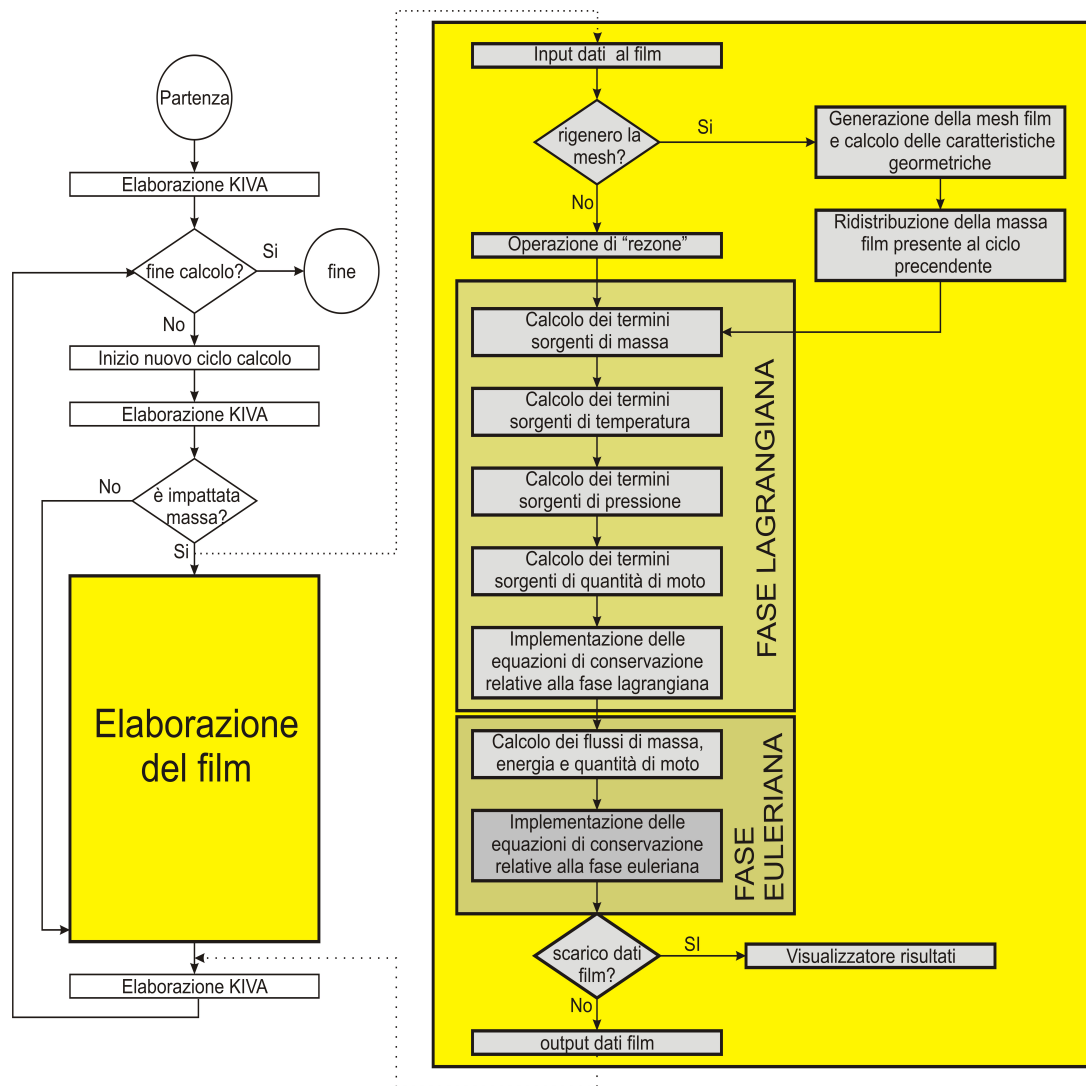 Partenza
Elaborazione KIVA
fine calcolo?
Si
fine
No
Inizio nuovo ciclo calcolo
Elaborazione KIVA
è impattata
massa?
No
Si
Elaborazione
del film
Elaborazione KIVA
Input dati al film
rigenero la
mesh?
Si
No
Generazione della mesh film
e calcolo delle caratteristiche
geometriche
Ridistribuzione della massa
film presente al ciclo
precendente
Operazione di “rezone”
Calcolo dei termini
sorgenti di massa
Calcolo dei termini
sorgenti di temperatura
Calcolo dei termini
sorgenti di pressione
Calcolo dei termini
sorgenti di quantità di moto
Implementazione delle
equazioni di conservazione
relative alla fase lagrangiana
FASE LAGRANGIANA
Calcolo dei flussi di massa,
energia e quantità di moto
Implementazione delle
equazioni di conservazione
relative alla fase euleriana
FASE
EULERIANA
scarico dati
film?
SI
Visualizzatore risultati
No
output dati film